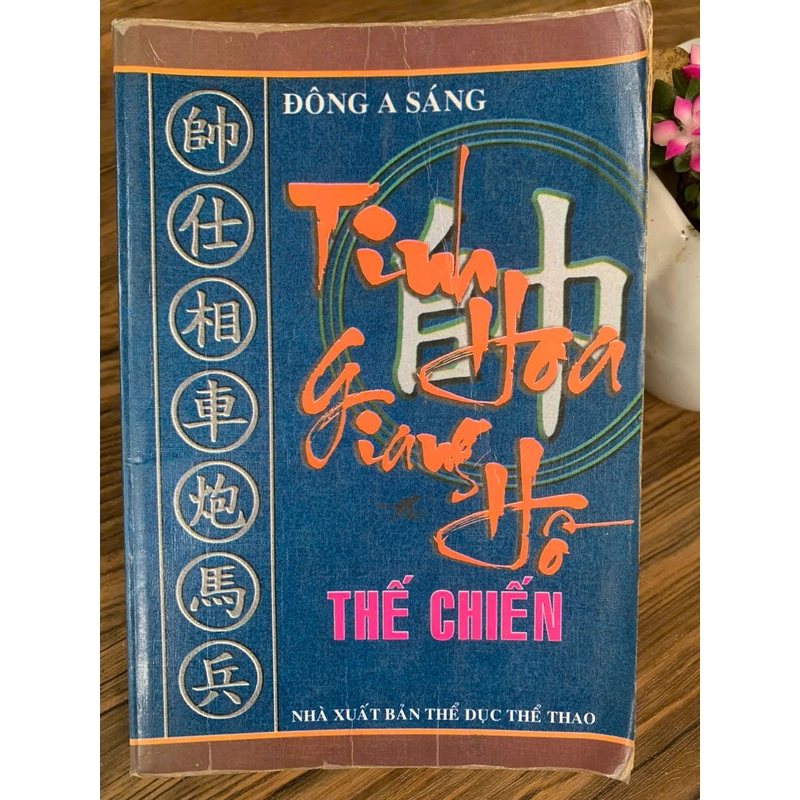 ĐÔNG A SÁNG
帥
Tinh Hoa
Giang Hồ
THẾ CHIẾN
NHÀ XUẤT BẢN THỂ DỤC THỂ THAO
帥
仕
相
車
炮
馬
兵